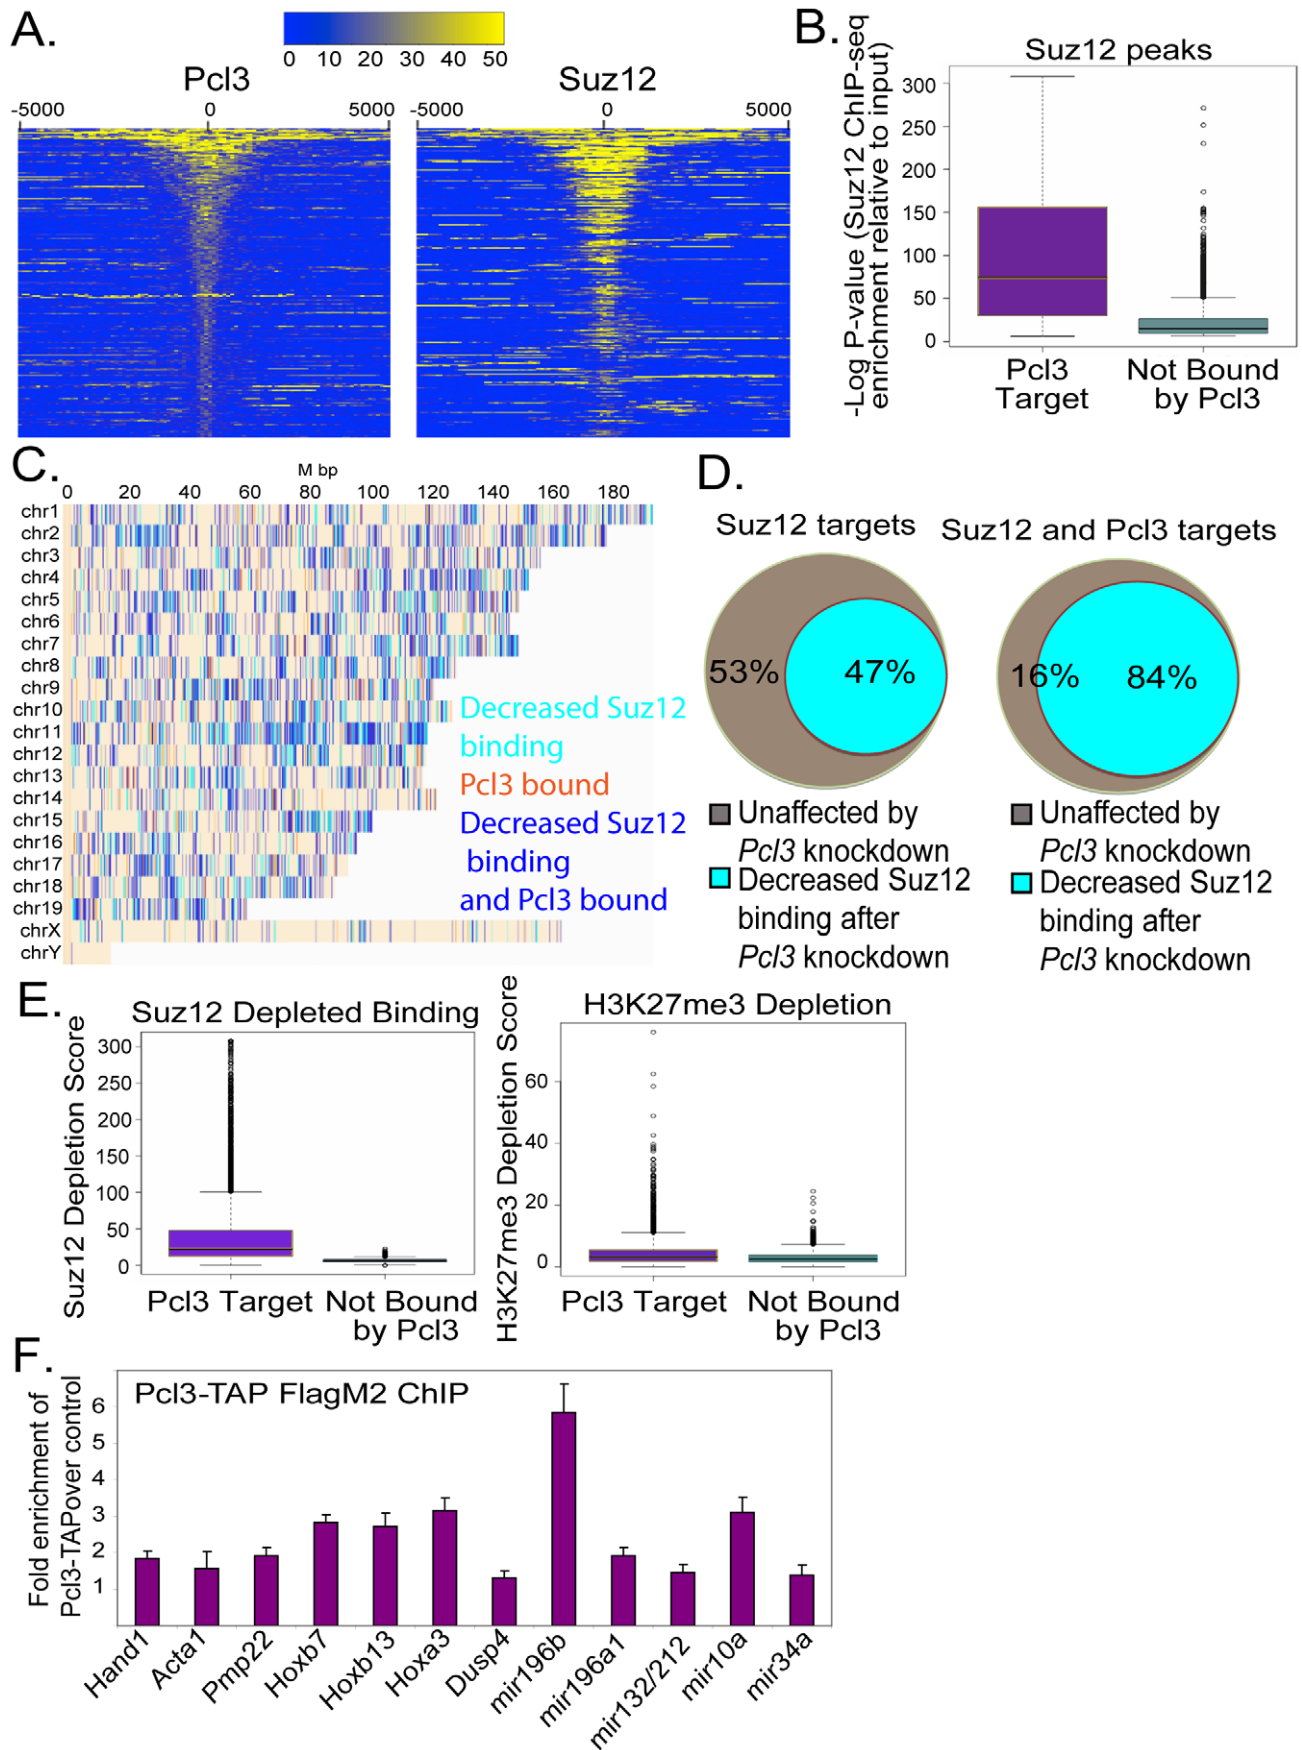 A.
0 10 20 30 40 50
Pcl3
Suz12
-5000 0 5000
-5000 0 5000
B.
Suz12 peaks
-Log P-value (Suz12 ChIP-seq
enrichment relative to input)
300
250
200
150
100
50
0
Pcl3
Target
Not Bound
by Pcl3
C.
M bp
0 20 40 60 80 100 120 140 160 180
chr1
chr2
chr3
chr4
chr5
chr6
chr7
chr8
chr9
chr10
chr11
chr12
chr13
chr14
chr15
chr16
chr17
chr18
chr19
chrX
chrY
Decreased Suz12
binding
Pcl3 bound
Decreased Suz12
binding
and Pcl3 bound
D.
Suz12 targets
53% 47%
Unaffected by
Pcl3 knockdown
Decreased Suz12
binding after
Pcl3 knockdown
Suz12 and Pcl3 targets
16% 84%
Unaffected by
Pcl3 knockdown
Decreased Suz12
binding after
Pcl3 knockdown
E.
Suz12 Depleted Binding
Suz12 Depletion Score
300
250
200
150
100
50
0
Pcl3 Target
Not Bound
by Pcl3
H3K27me3 Depletion
H3K27me3 Depletion Score
60
40
20
0
Pcl3 Target
Not Bound
by Pcl3
F.
Pcl3-TAP FlagM2 ChIP
Fold enrichment of
Pcl3-TAPover control
6
5
4
3
2
1
Hand1
Acta1
Pmp22
Hoxb7
Hoxb13
Hoxa3
Dusp4
mir196b
mir196a1
mir132/212
mir10a
mir34a